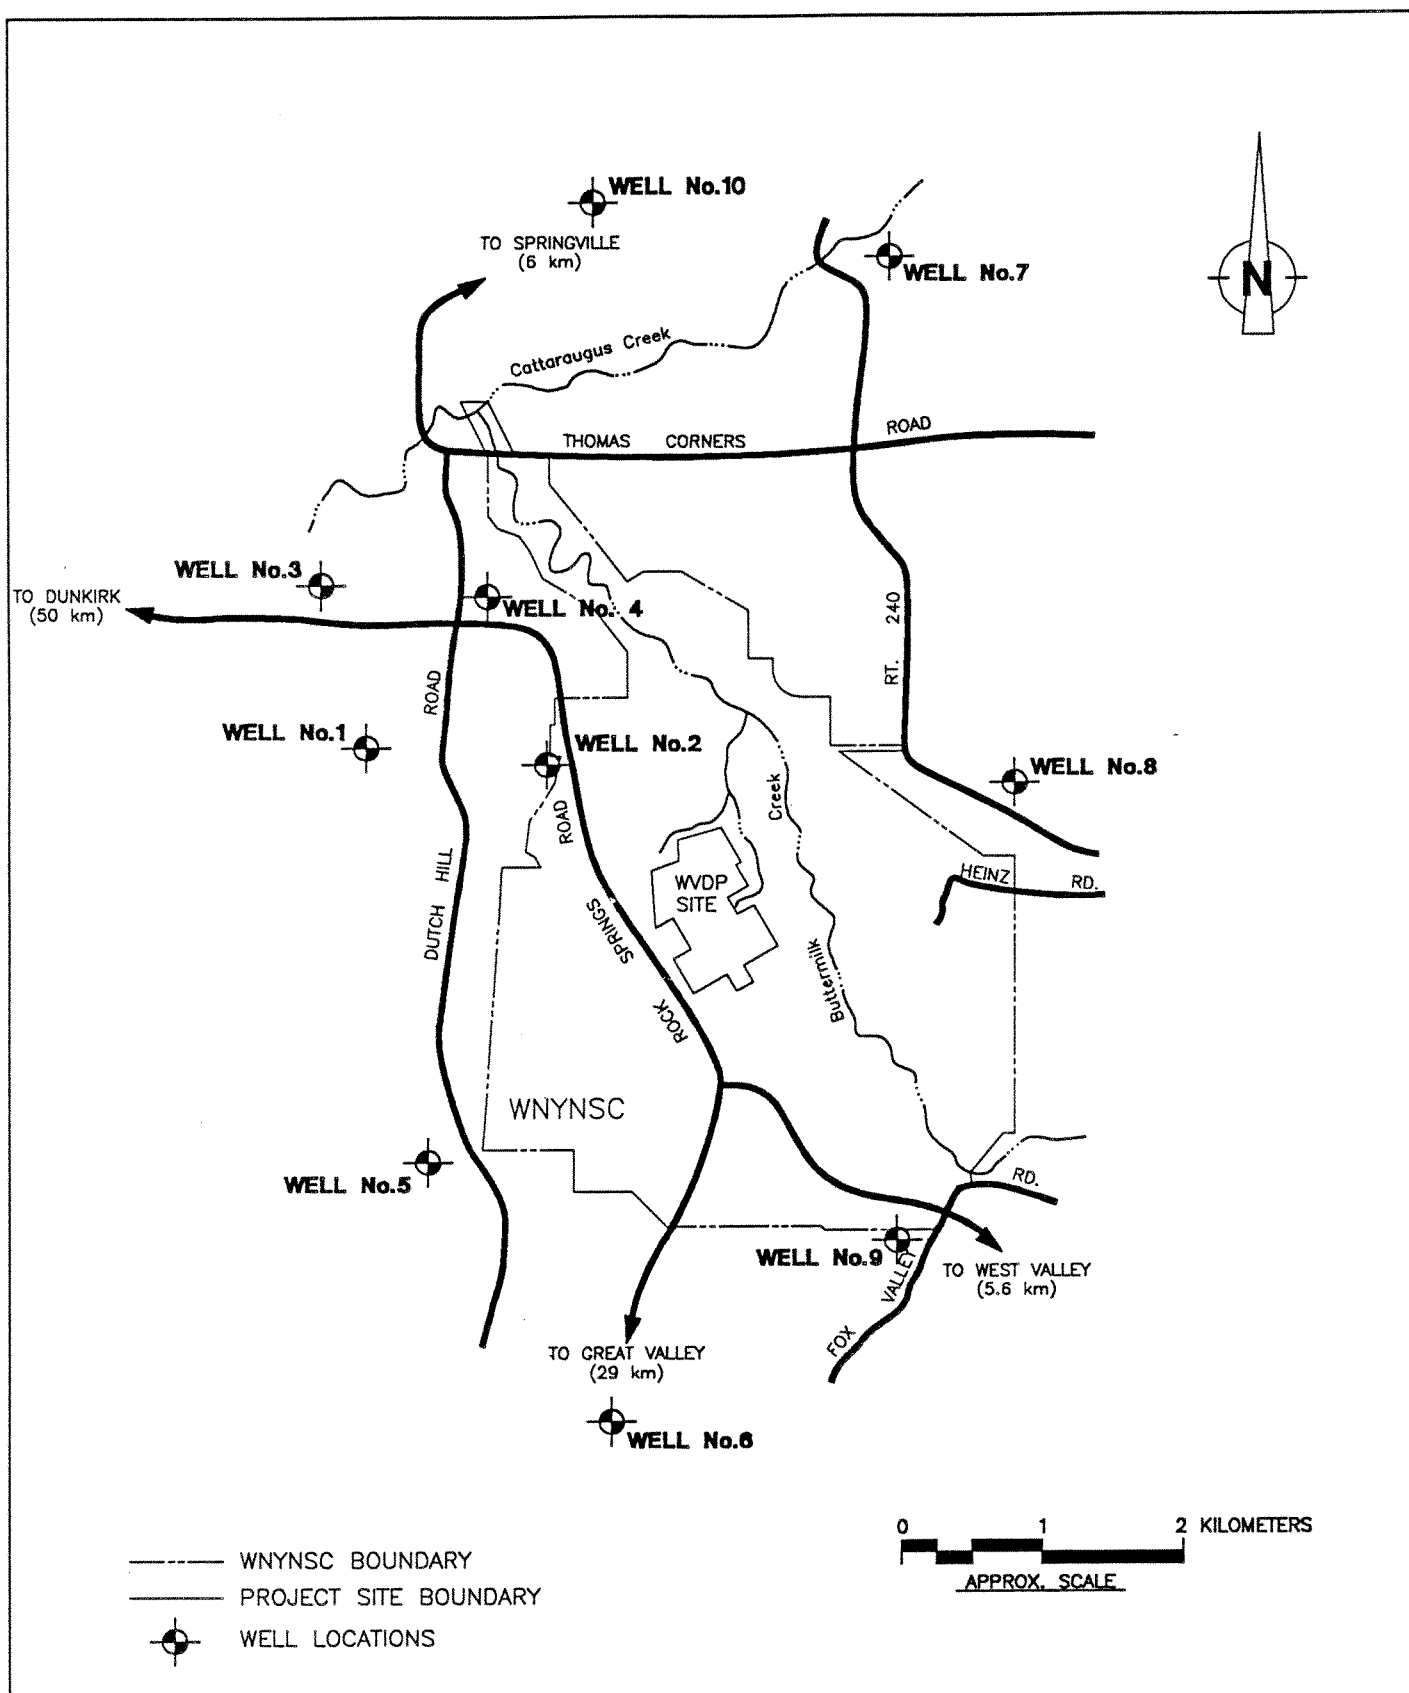 WELL No.10
TO SPRINGVILLE
(6 km)
WELL No.7
N
Cattaraugus Creek
THOMAS CORNERS ROAD
WELL No.3
TO DUNKIRK
(50 km)
WELL No. 4
RT. 240
ROAD
WELL No.1
WELL No.2
WELL No.8
Creek
ROAD
DUTCH HILL
WVDP
SITE
HEINZ RD.
SPRINGS
Buttermilk
ROCK
WNYNSC
WELL No.5
RD.
WELL No.9
VALLEY
TO WEST VALLEY
(5.6 km)
FOX
TO GREAT VALLEY
(29 km)
WELL No.6
0 1 2 KILOMETERS
APPROX. SCALE
WNYNSC BOUNDARY
PROJECT SITE BOUNDARY
WELL LOCATIONS